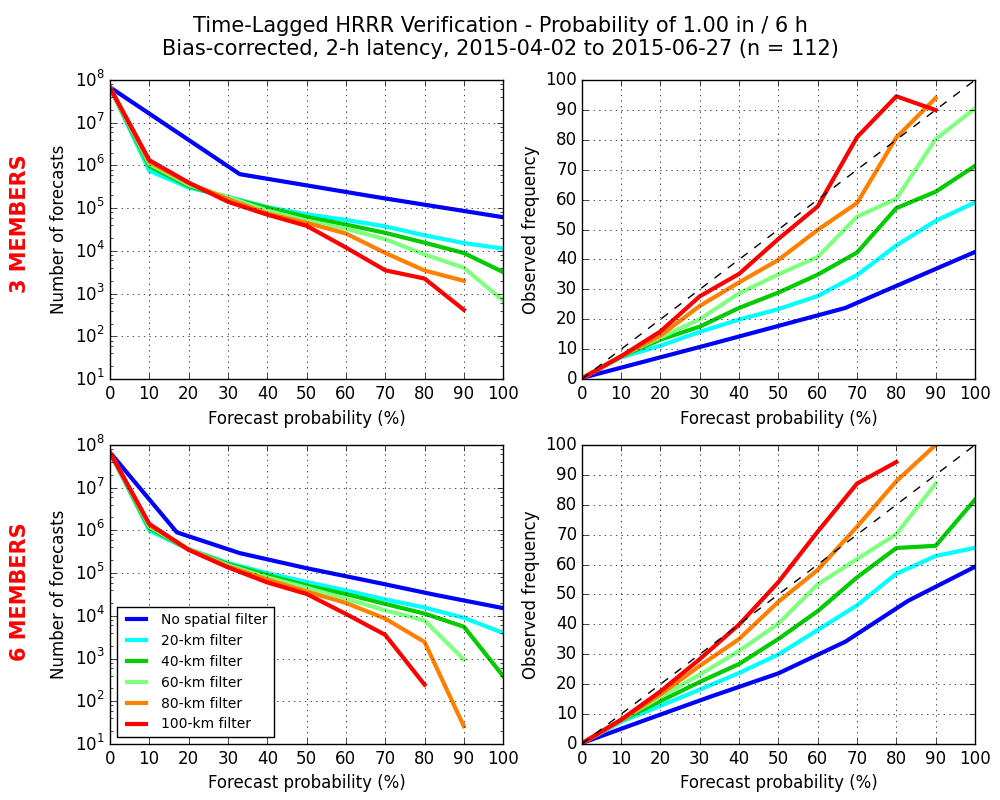 Time-Lagged HRRR Verification - Probability of 1.00 in / 6 h
Bias-corrected, 2-h latency, 2015-04-02 to 2015-06-27 (n = 112)
3 MEMBERS
Number of forecasts
10^8
10^7
10^6
10^5
10^4
10^3
10^2
10^1
0 10 20 30 40 50 60 70 80 90 100
Forecast probability (%)
Observed frequency
100
90
80
70
60
50
40
30
20
10
0
0 10 20 30 40 50 60 70 80 90 100
Forecast probability (%)
6 MEMBERS
Number of forecasts
10^8
10^7
10^6
10^5
10^4
10^3
10^2
10^1
No spatial filter
20-km filter
40-km filter
60-km filter
80-km filter
100-km filter
0 10 20 30 40 50 60 70 80 90 100
Forecast probability (%)
Observed frequency
100
90
80
70
60
50
40
30
20
10
0
0 10 20 30 40 50 60 70 80 90 100
Forecast probability (%)